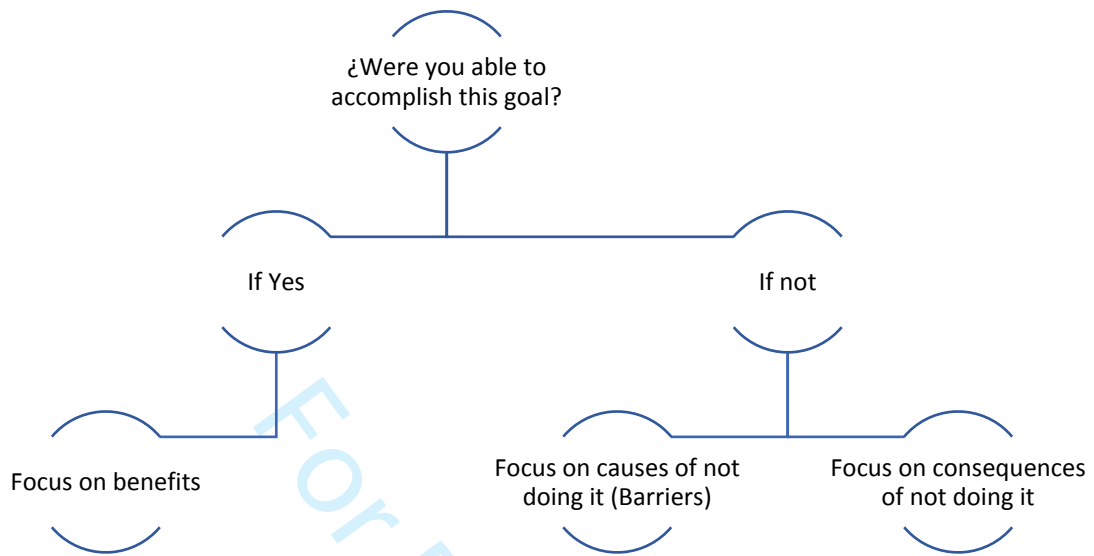 ¿Were you able to
accomplish this goal?
If Yes
If not
Focus on benefits
Focus on causes of not
doing it (Barriers)
Focus on consequences
of not doing it
For